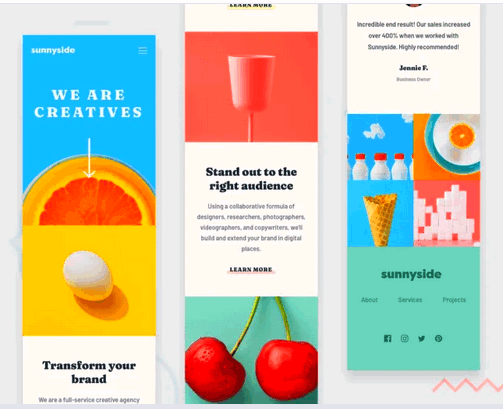 sunnyside
WE ARE
CREATIVES
Transform your
brand
We are a full-service creative agency
LEARN MORE
Stand out to the
right audience
Using a collaborative formula of
designers, researchers, photographers,
videographers, and copywriters, we'll
build and extend your brand in digital
places.
LEARN MORE
Incredible end result! Our sales increased
over 400% when we worked with
Sunnyside. Highly recommended!
Jennie F.
Business Owner
sunnyside
About Services Projects